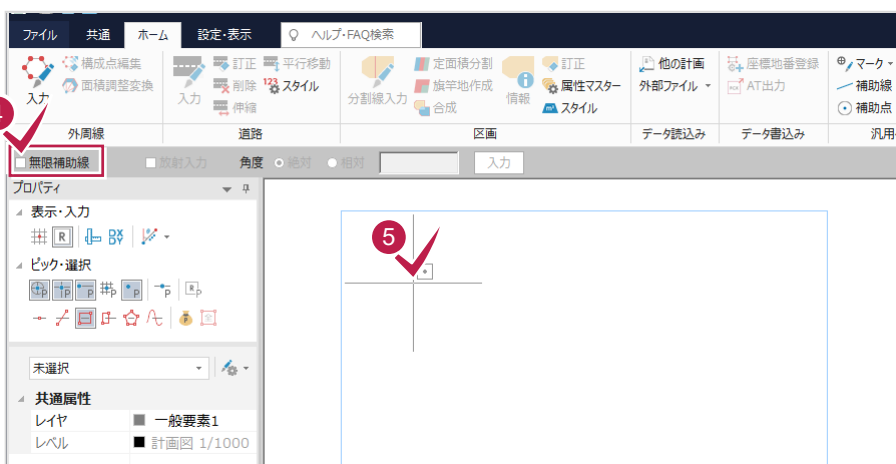 ファイル 共通 ホーム 設定・表示 ヘルプ・FAQ検索
構成点編集 訂正 平行移動 定面積分割 訂正 他の計画 座標地番登録 マーク
入力 面積調整変換 入力 削除 スタイル 分割線入力 旗竿地作成 情報 属性マスター 外部ファイル AT出力 補助線
伸縮 合成 スタイル 補助点
外周線 道路 区画 データ読込み データ書込み 汎用
無限補助線 放射入力 角度 絶対 相対 入力
プロパティ
表示・入力
5
ピック・選択
未選択
共通属性
レイヤ 一般要素1
レベル 計画図 1/1000